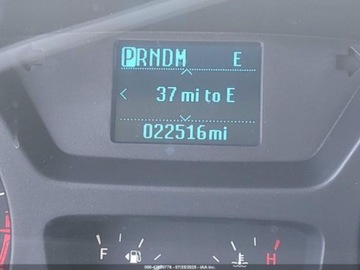 PRNDM E
37 mi to E
022516mi
F H